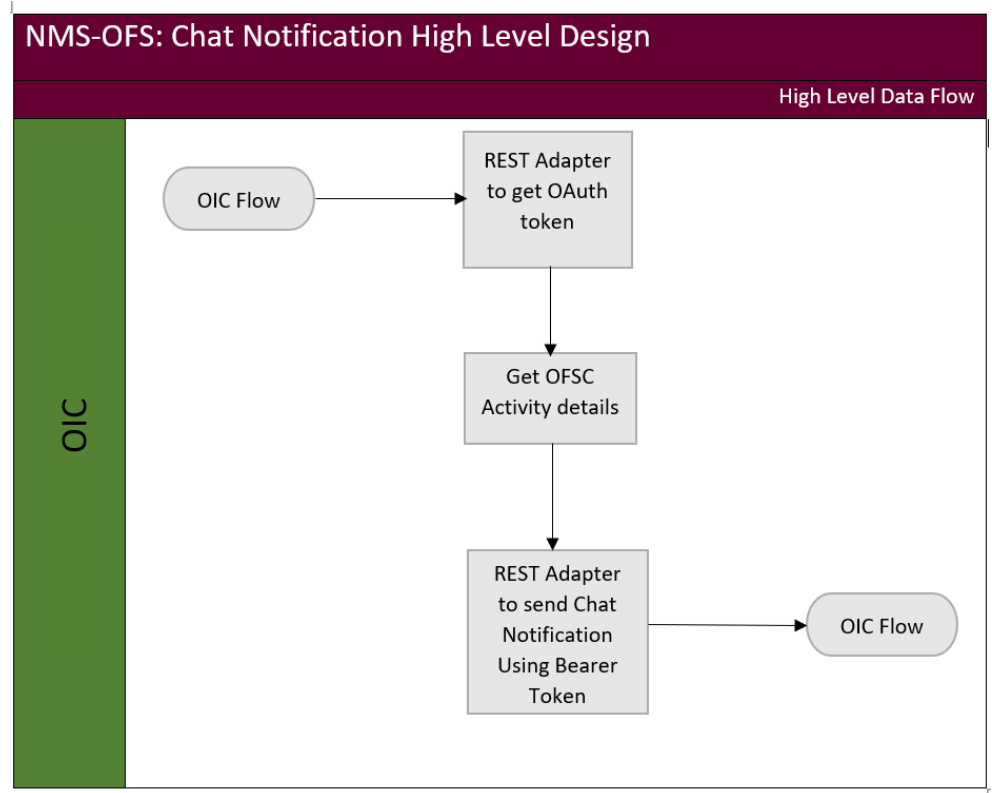 NMS-OFS: Chat Notification High Level Design
High Level Data Flow
OIC
OIC Flow
REST Adapter
to get OAuth
token
Get OFSC
Activity details
REST Adapter
to send Chat
Notification
Using Bearer
Token
OIC Flow